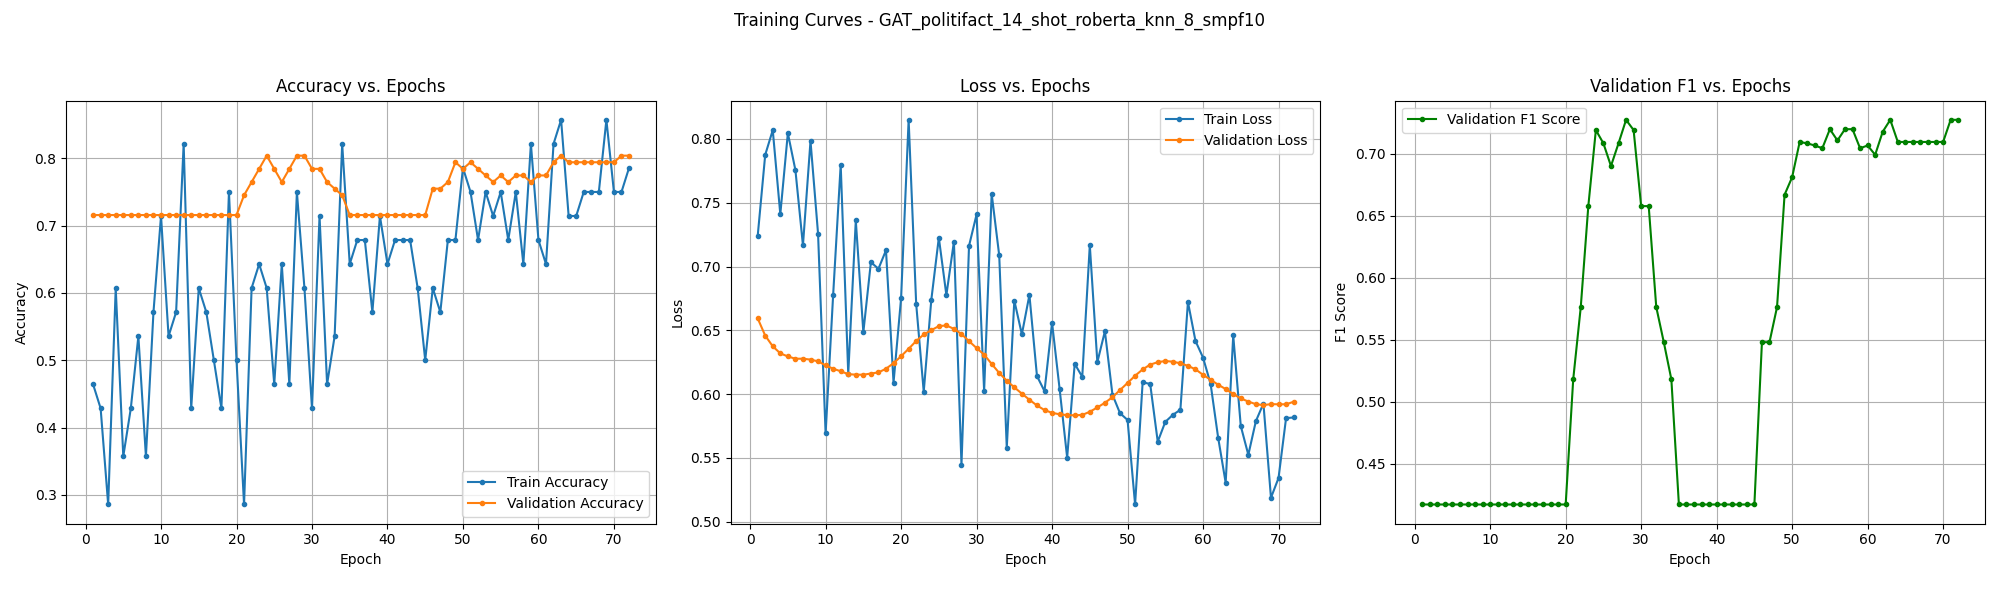 Training Curves - GAT_politifact_14_shot_roberta_knn_8_smpf10
Accuracy vs. Epochs
Accuracy
0.8
0.7
0.6
0.5
0.4
0.3
0 10 20 30 40 50 60 70
Epoch
Train Accuracy
Validation Accuracy
Loss vs. Epochs
Loss
0.80
0.75
0.70
0.65
0.60
0.55
0.50
0 10 20 30 40 50 60 70
Epoch
Train Loss
Validation Loss
Validation F1 vs. Epochs
F1 Score
0.70
0.65
0.60
0.55
0.50
0.45
0 10 20 30 40 50 60 70
Epoch
Validation F1 Score